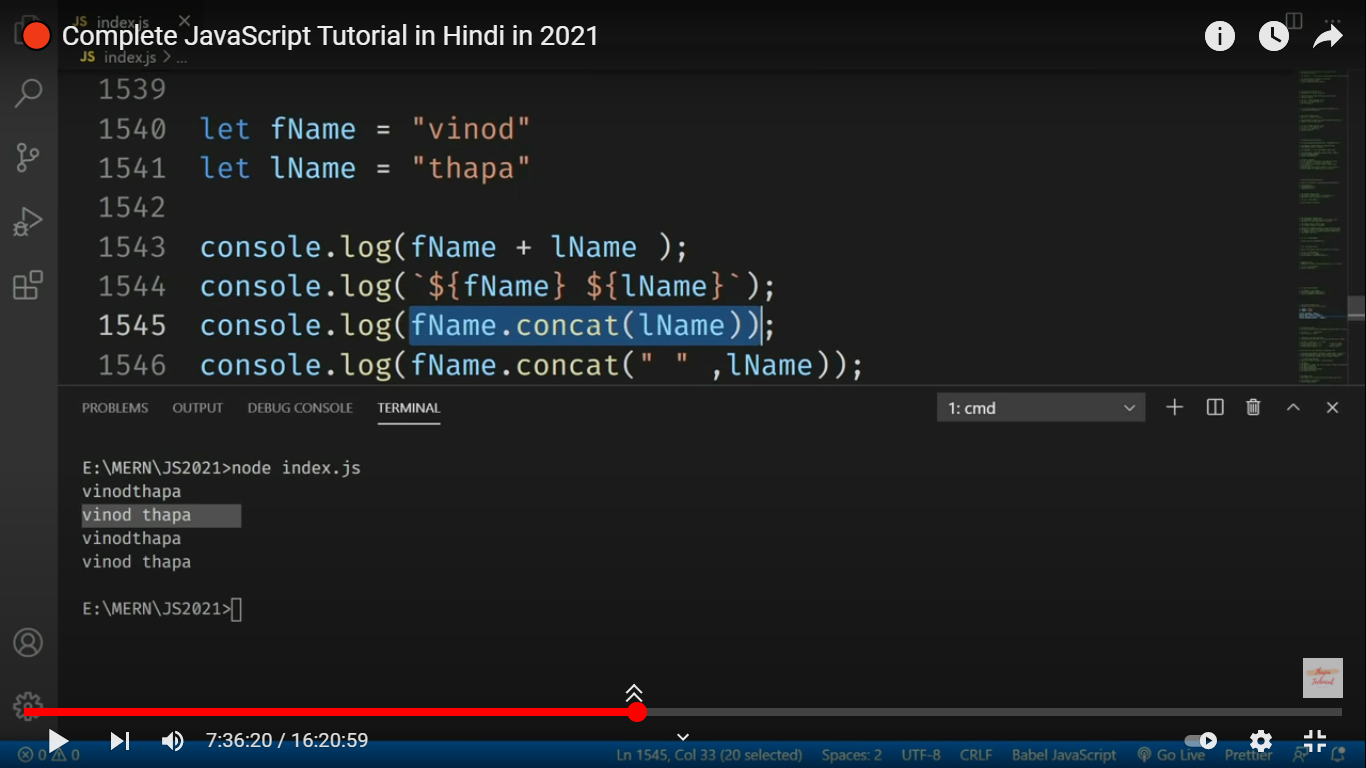 JS index.js
Complete JavaScript Tutorial in Hindi in 2021
JS index.js > ...
1539
1540 let fName = "vinod"
1541 let lName = "thapa"
1542
1543 console.log(fName + lName );
1544 console.log(`${fName} ${lName}`);
1545 console.log(fName.concat(lName));
1546 console.log(fName.concat(" " ,lName));
PROBLEMS OUTPUT DEBUG CONSOLE TERMINAL 1: cmd
E:\MERN\JS2021>node index.js
vinodthapa
vinod thapa
vinodthapa
vinod thapa
E:\MERN\JS2021>
thapa
technical
7:36:20 / 16:20:59
0 0 Ln 1545, Col 33 (20 selected) Spaces: 2 UTF-8 CRLF Babel JavaScript Go Live Prettier